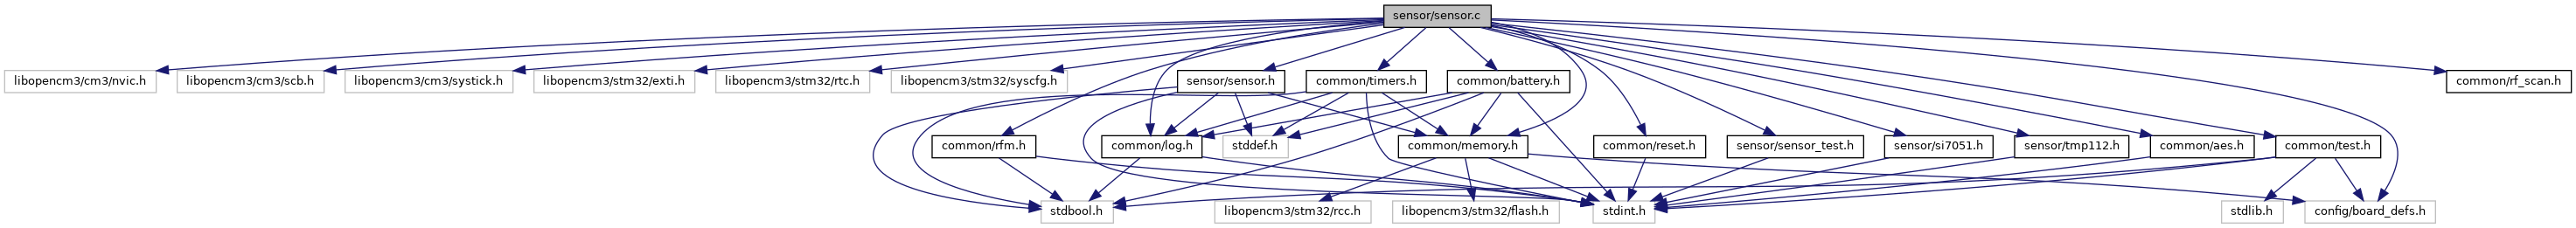 sensor/sensor.c
libopencm3/cm3/nvic.h
libopencm3/cm3/scb.h
libopencm3/cm3/systick.h
libopencm3/stm32/exti.h
libopencm3/stm32/rtc.h
libopencm3/stm32/syscfg.h
sensor/sensor.h
common/timers.h
common/battery.h
common/rf_scan.h
common/rfm.h
common/log.h
stddef.h
common/memory.h
common/reset.h
sensor/sensor_test.h
sensor/si7051.h
sensor/tmp112.h
common/aes.h
common/test.h
stdbool.h
libopencm3/stm32/rcc.h
libopencm3/stm32/flash.h
stdint.h
stdlib.h
config/board_defs.h